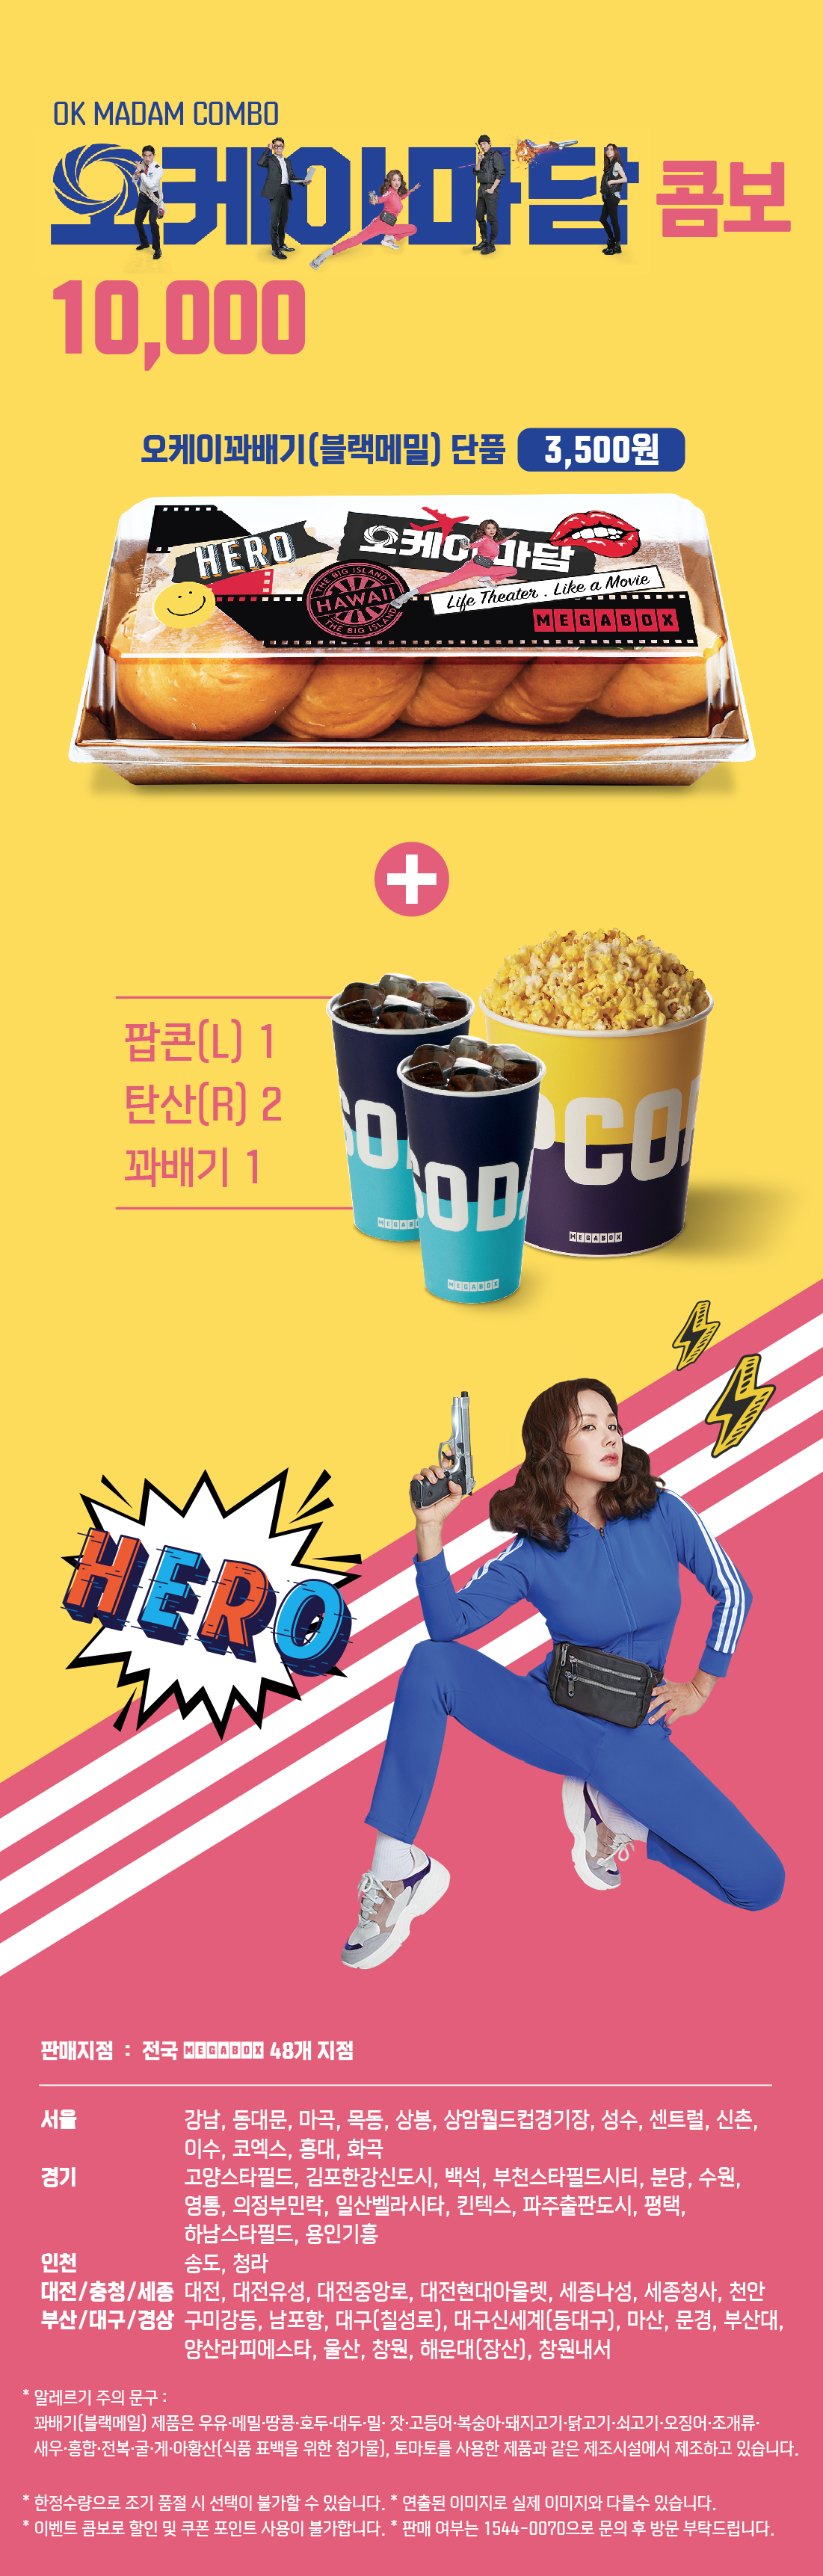 OK MADAM COMBO
오케이마담 콤보
10,000
오케이꽈배기(블랙메밀) 단품 3,500원
HERO
오케이마담
THE BIG ISLAND
HAWAII
THE BIG ISLAND
Life Theater . Like a Movie
MEGABOX
팝콘(L) 1
탄산(R) 2
꽈배기 1
SO
SOD
PCOR
MEGABOX
MEGABOX
MEGABOX
HERO
판매지점 : 전국 MEGABOX 48개 지점
서울 강남, 동대문, 마곡, 목동, 상봉, 상암월드컵경기장, 성수, 센트럴, 신촌,
이수, 코엑스, 홍대, 화곡
경기 고양스타필드, 김포한강신도시, 백석, 부천스타필드시티, 분당, 수원,
영통, 의정부민락, 일산벨라시타, 킨텍스, 파주출판도시, 평택,
하남스타필드, 용인기흥
인천 송도, 청라
대전/충청/세종 대전, 대전유성, 대전중앙로, 대전현대아울렛, 세종나성, 세종청사, 천안
부산/대구/경상 구미강동, 남포항, 대구(칠성로), 대구신세계(동대구), 마산, 문경, 부산대,
양산라피에스타, 울산, 창원, 해운대(장산), 창원내서
* 알레르기 주의 문구 :
꽈배기(블랙메일) 제품은 우유·메밀·땅콩·호두·대두·밀· 잣·고등어·복숭아·돼지고기·닭고기·쇠고기·오징어·조개류·
새우·홍합·전복·굴·게·아황산(식품 표백을 위한 첨가물), 토마토를 사용한 제품과 같은 제조시설에서 제조하고 있습니다.
* 한정수량으로 조기 품절 시 선택이 불가할 수 있습니다. * 연출된 이미지로 실제 이미지와 다를수 있습니다.
* 이벤트 콤보로 할인 및 쿠폰 포인트 사용이 불가합니다. * 판매 여부는 1544-0070으로 문의 후 방문 부탁드립니다.